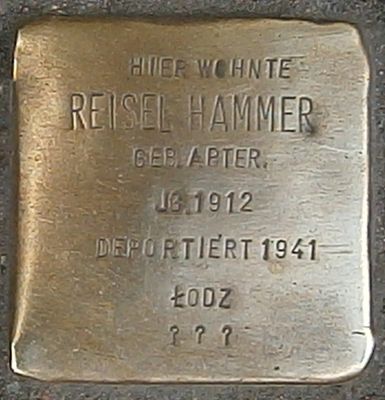 HIER WOHNTE
REISEL HAMMER
GEB. APTER.
JG. 1912
DEPORTIERT 1941
ŁODZ
? ? ?